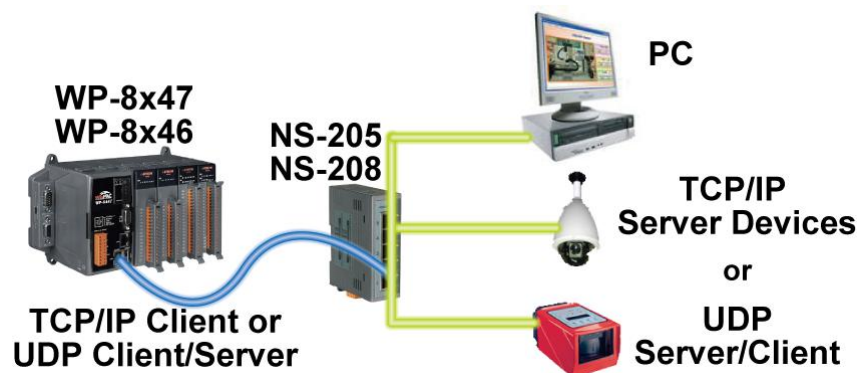 WP-8x47
WP-8x46
NS-205
NS-208
PC
TCP/IP
Server Devices
or
UDP
Server/Client
TCP/IP Client or
UDP Client/Server